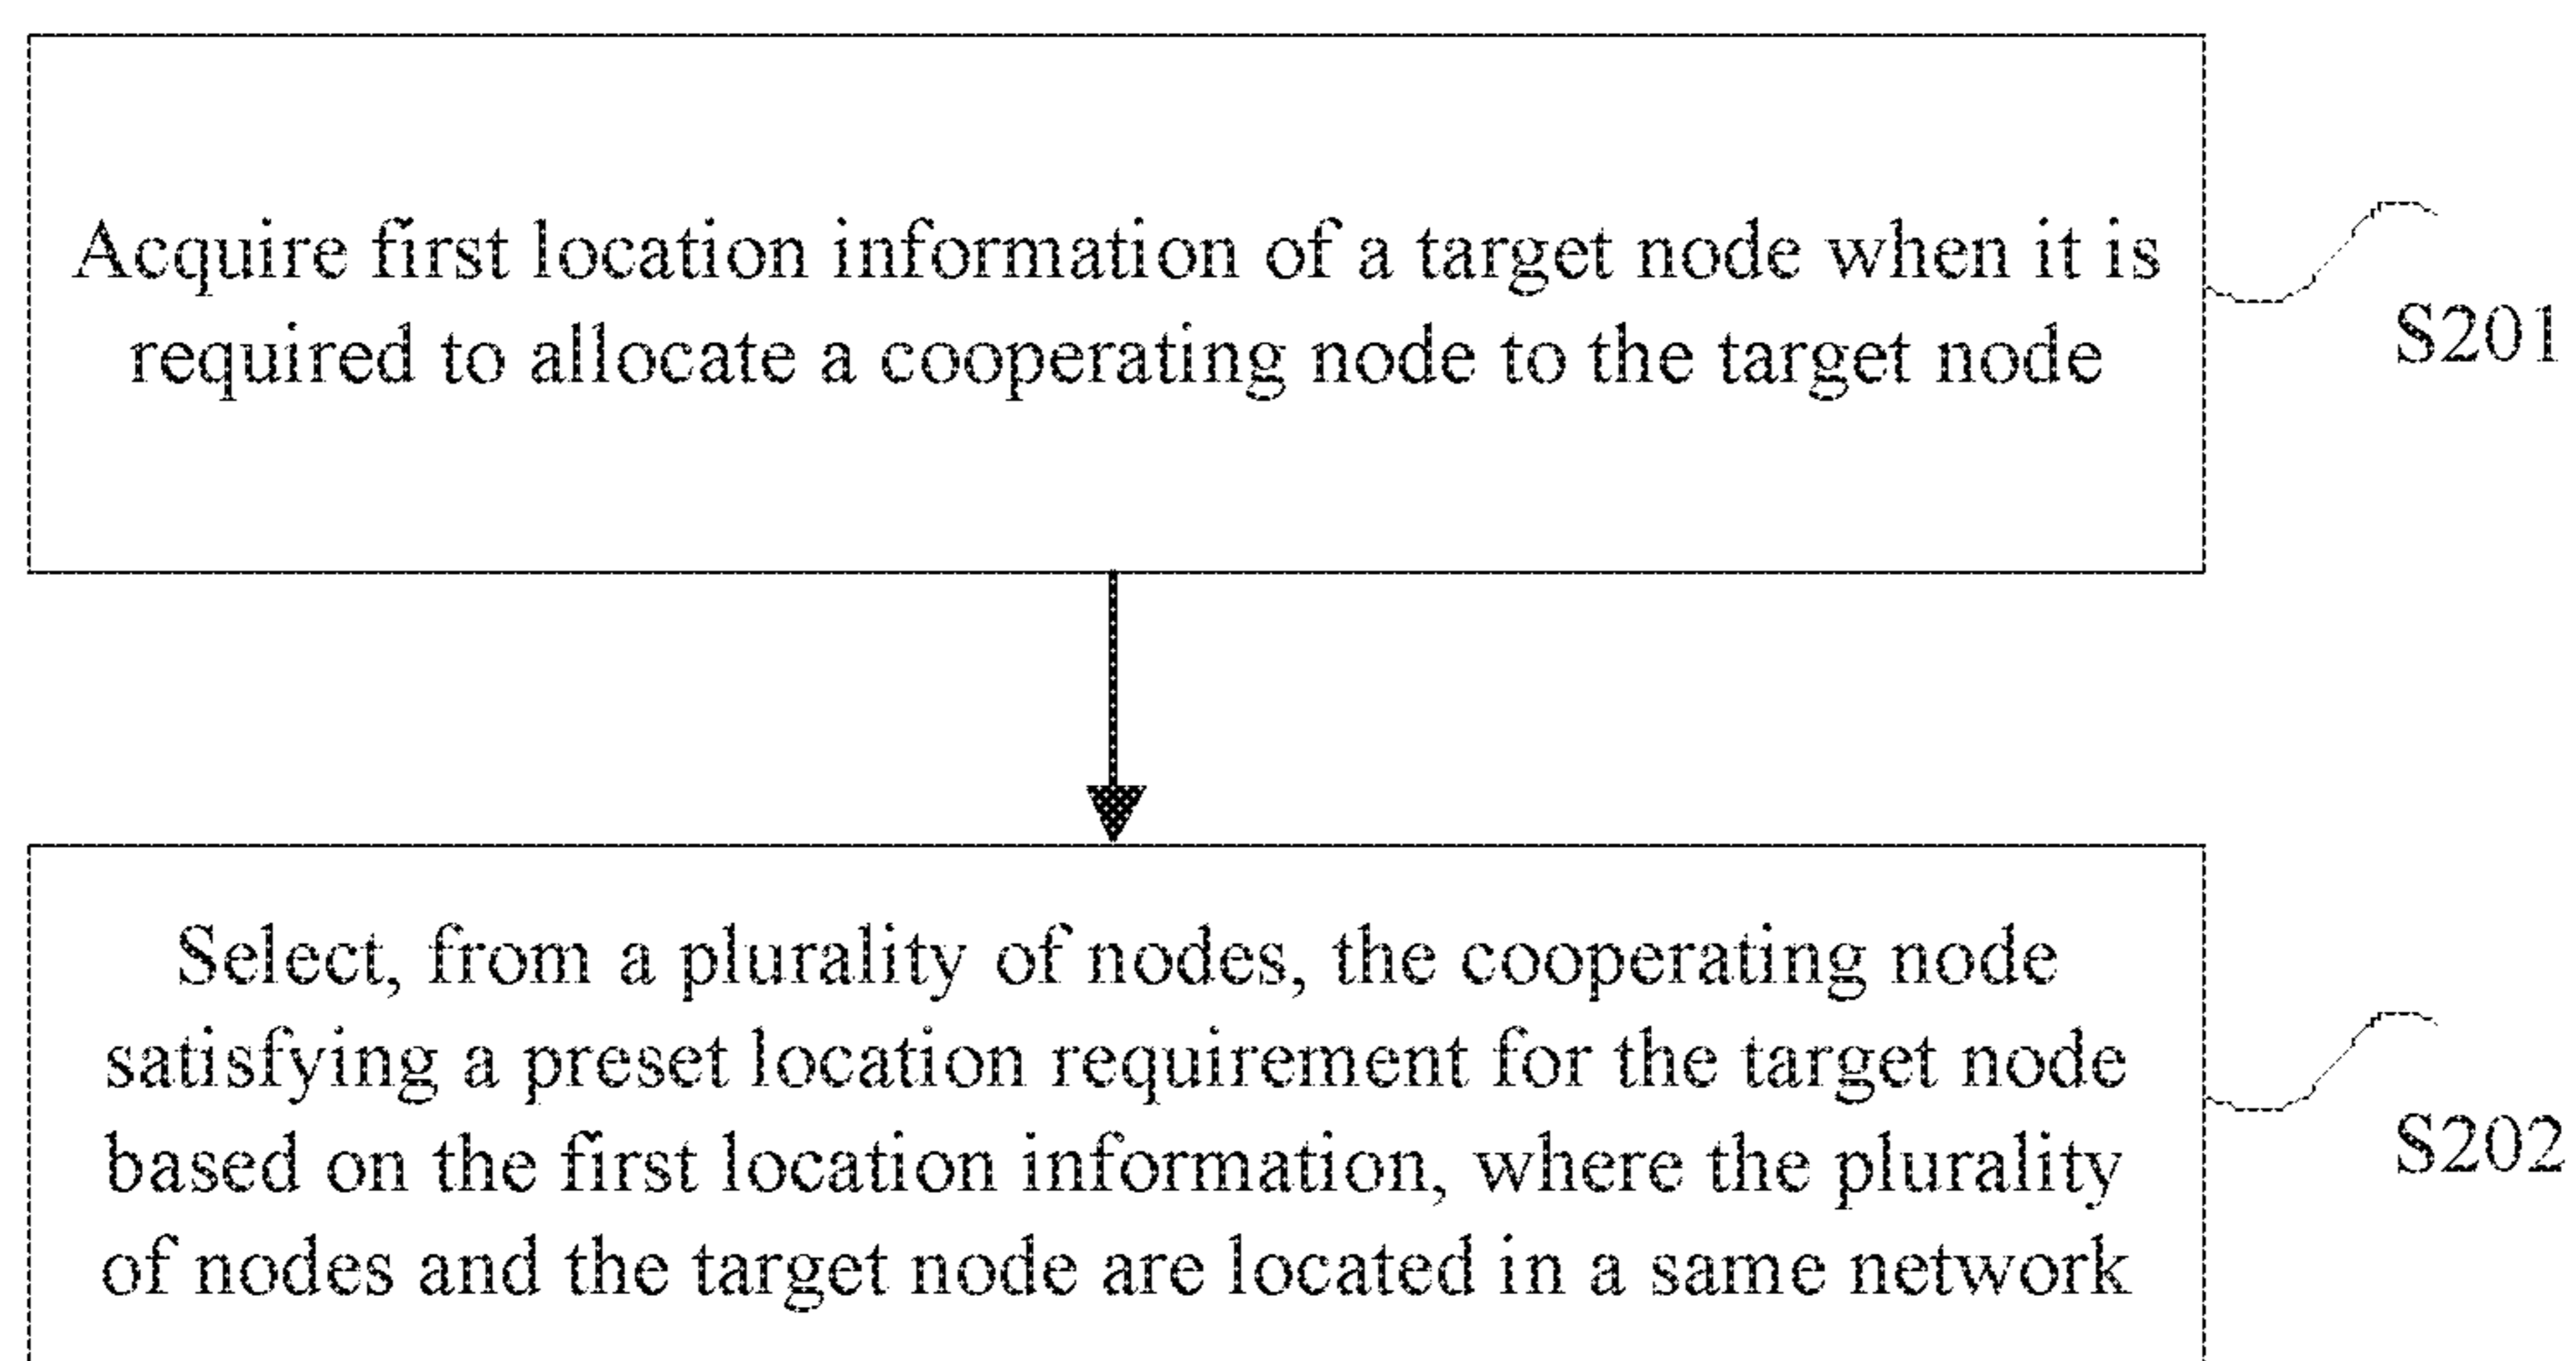 Acquire first location information of a target node when it is
required to allocate a cooperating node to the target node
S201
Select, from a plurality of nodes, the cooperating node
satisfying a preset location requirement for the target node
based on the first location information, where the plurality
of nodes and the target node are located in a same network
S202